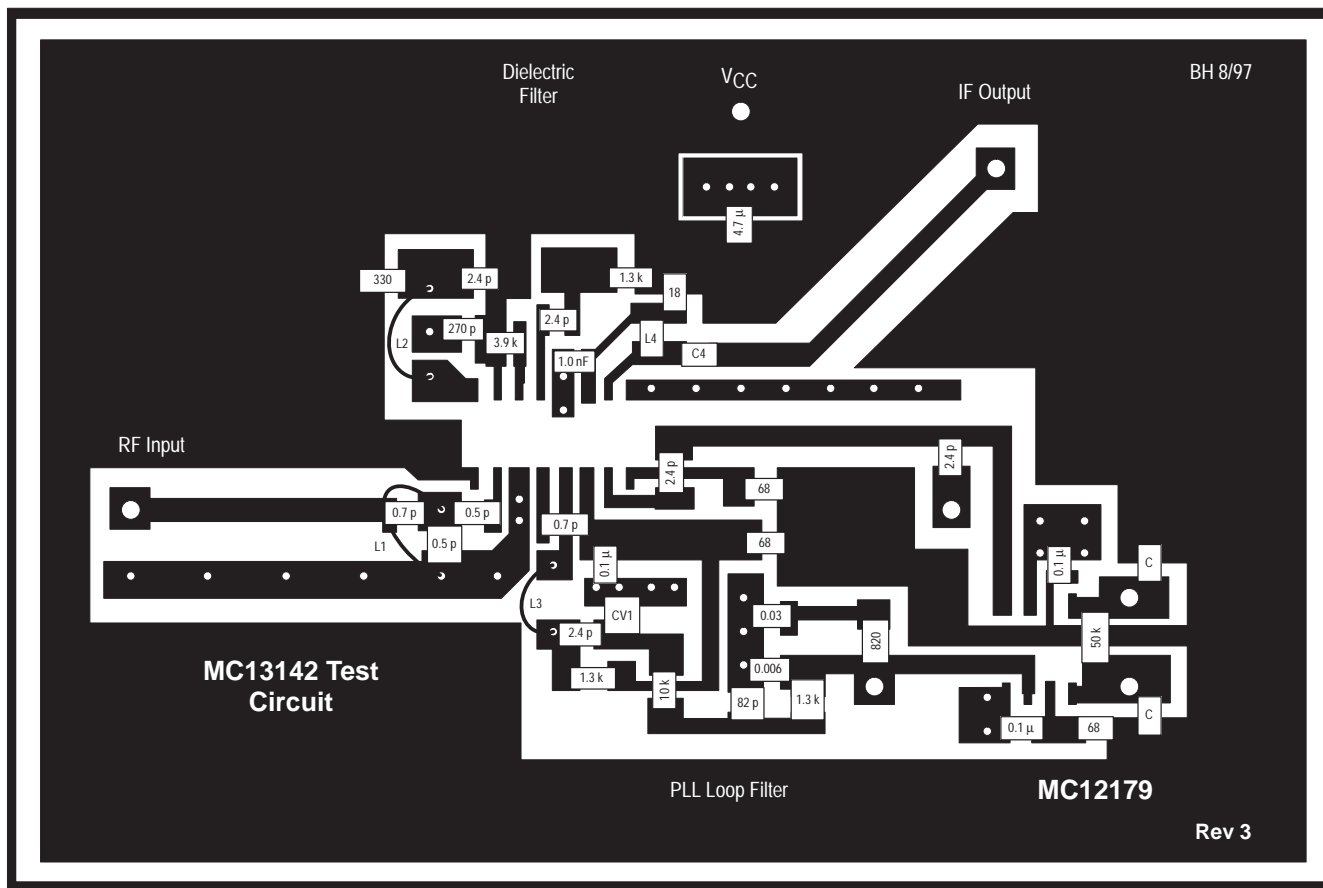 Dielectric
Filter
VCC
BH 8/97
IF Output
4.7 µ
330
2.4 p
1.3 k
18
270 p
2.4 p
L2
3.9 k
L4
1.0 nF
C4
RF Input
2.4 p
2.4 p
68
0.7 p
0.5 p
0.7 p
L1
0.5 p
68
0.1 µ
0.1 µ
C
L3
CV1
0.03
2.4 p
820
50 k
MC13142 Test
Circuit
1.3 k
10 k
0.006
82 p
1.3 k
C
0.1 µ
68
PLL Loop Filter
MC12179
Rev 3